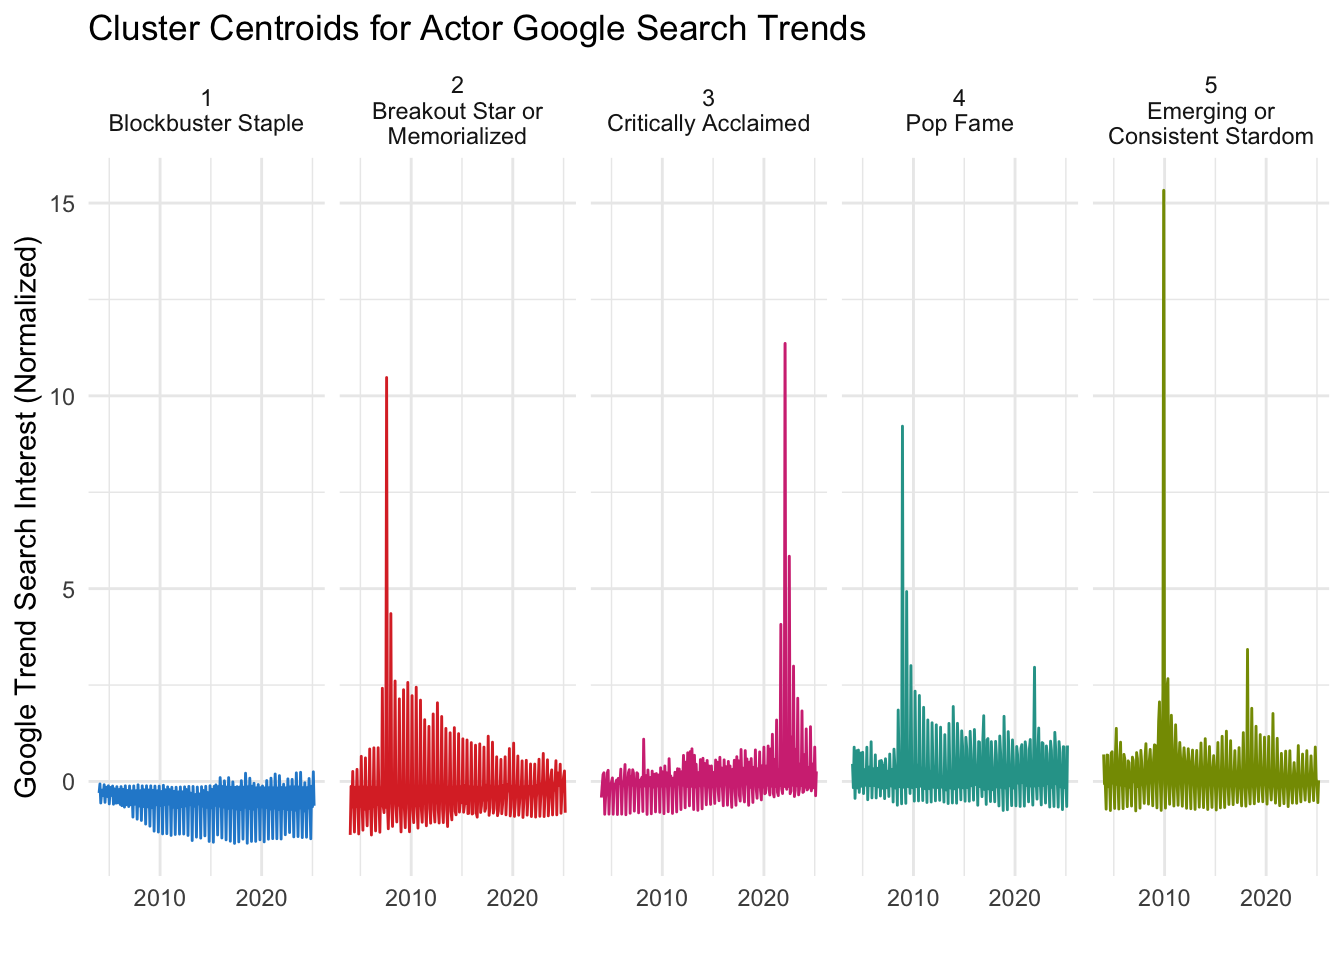 Cluster Centroids for Actor Google Search Trends
1
Blockbuster Staple
2
Breakout Star or
Memorialized
3
Critically Acclaimed
4
Pop Fame
5
Emerging or
Consistent Stardom
Google Trend Search Interest (Normalized)
15
10
5
0
2010 2020
2010 2020
2010 2020
2010 2020
2010 2020